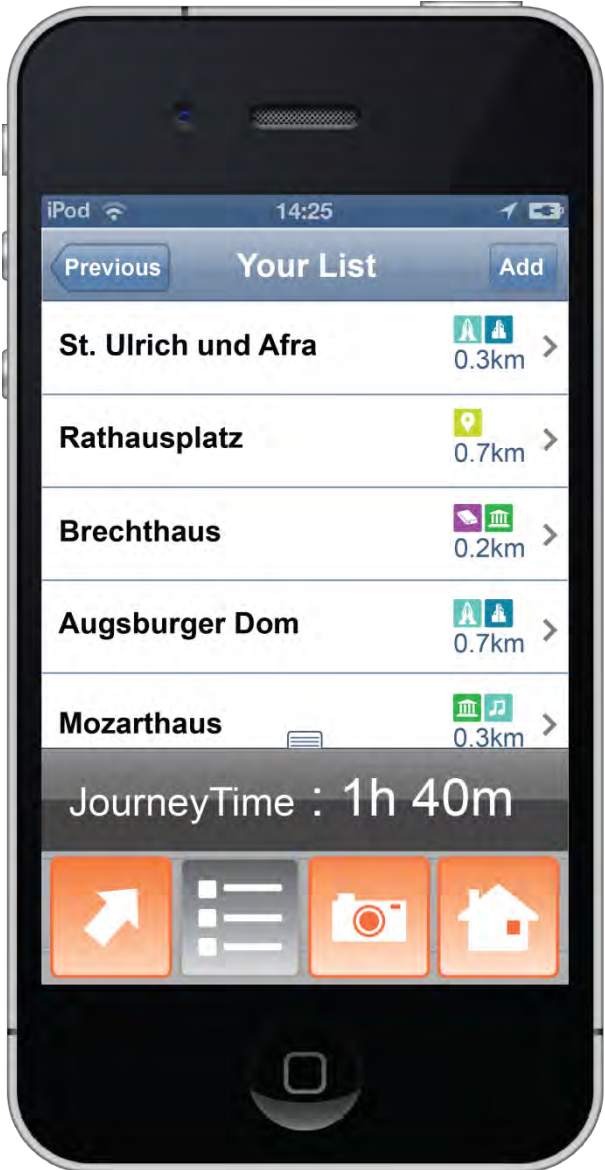 iPod 14:25
Previous Your List Add
St. Ulrich und Afra 0.3km
Rathausplatz 0.7km
Brechthaus 0.2km
Augsburger Dom 0.7km
Mozarthaus 0.3km
JourneyTime : 1h 40m